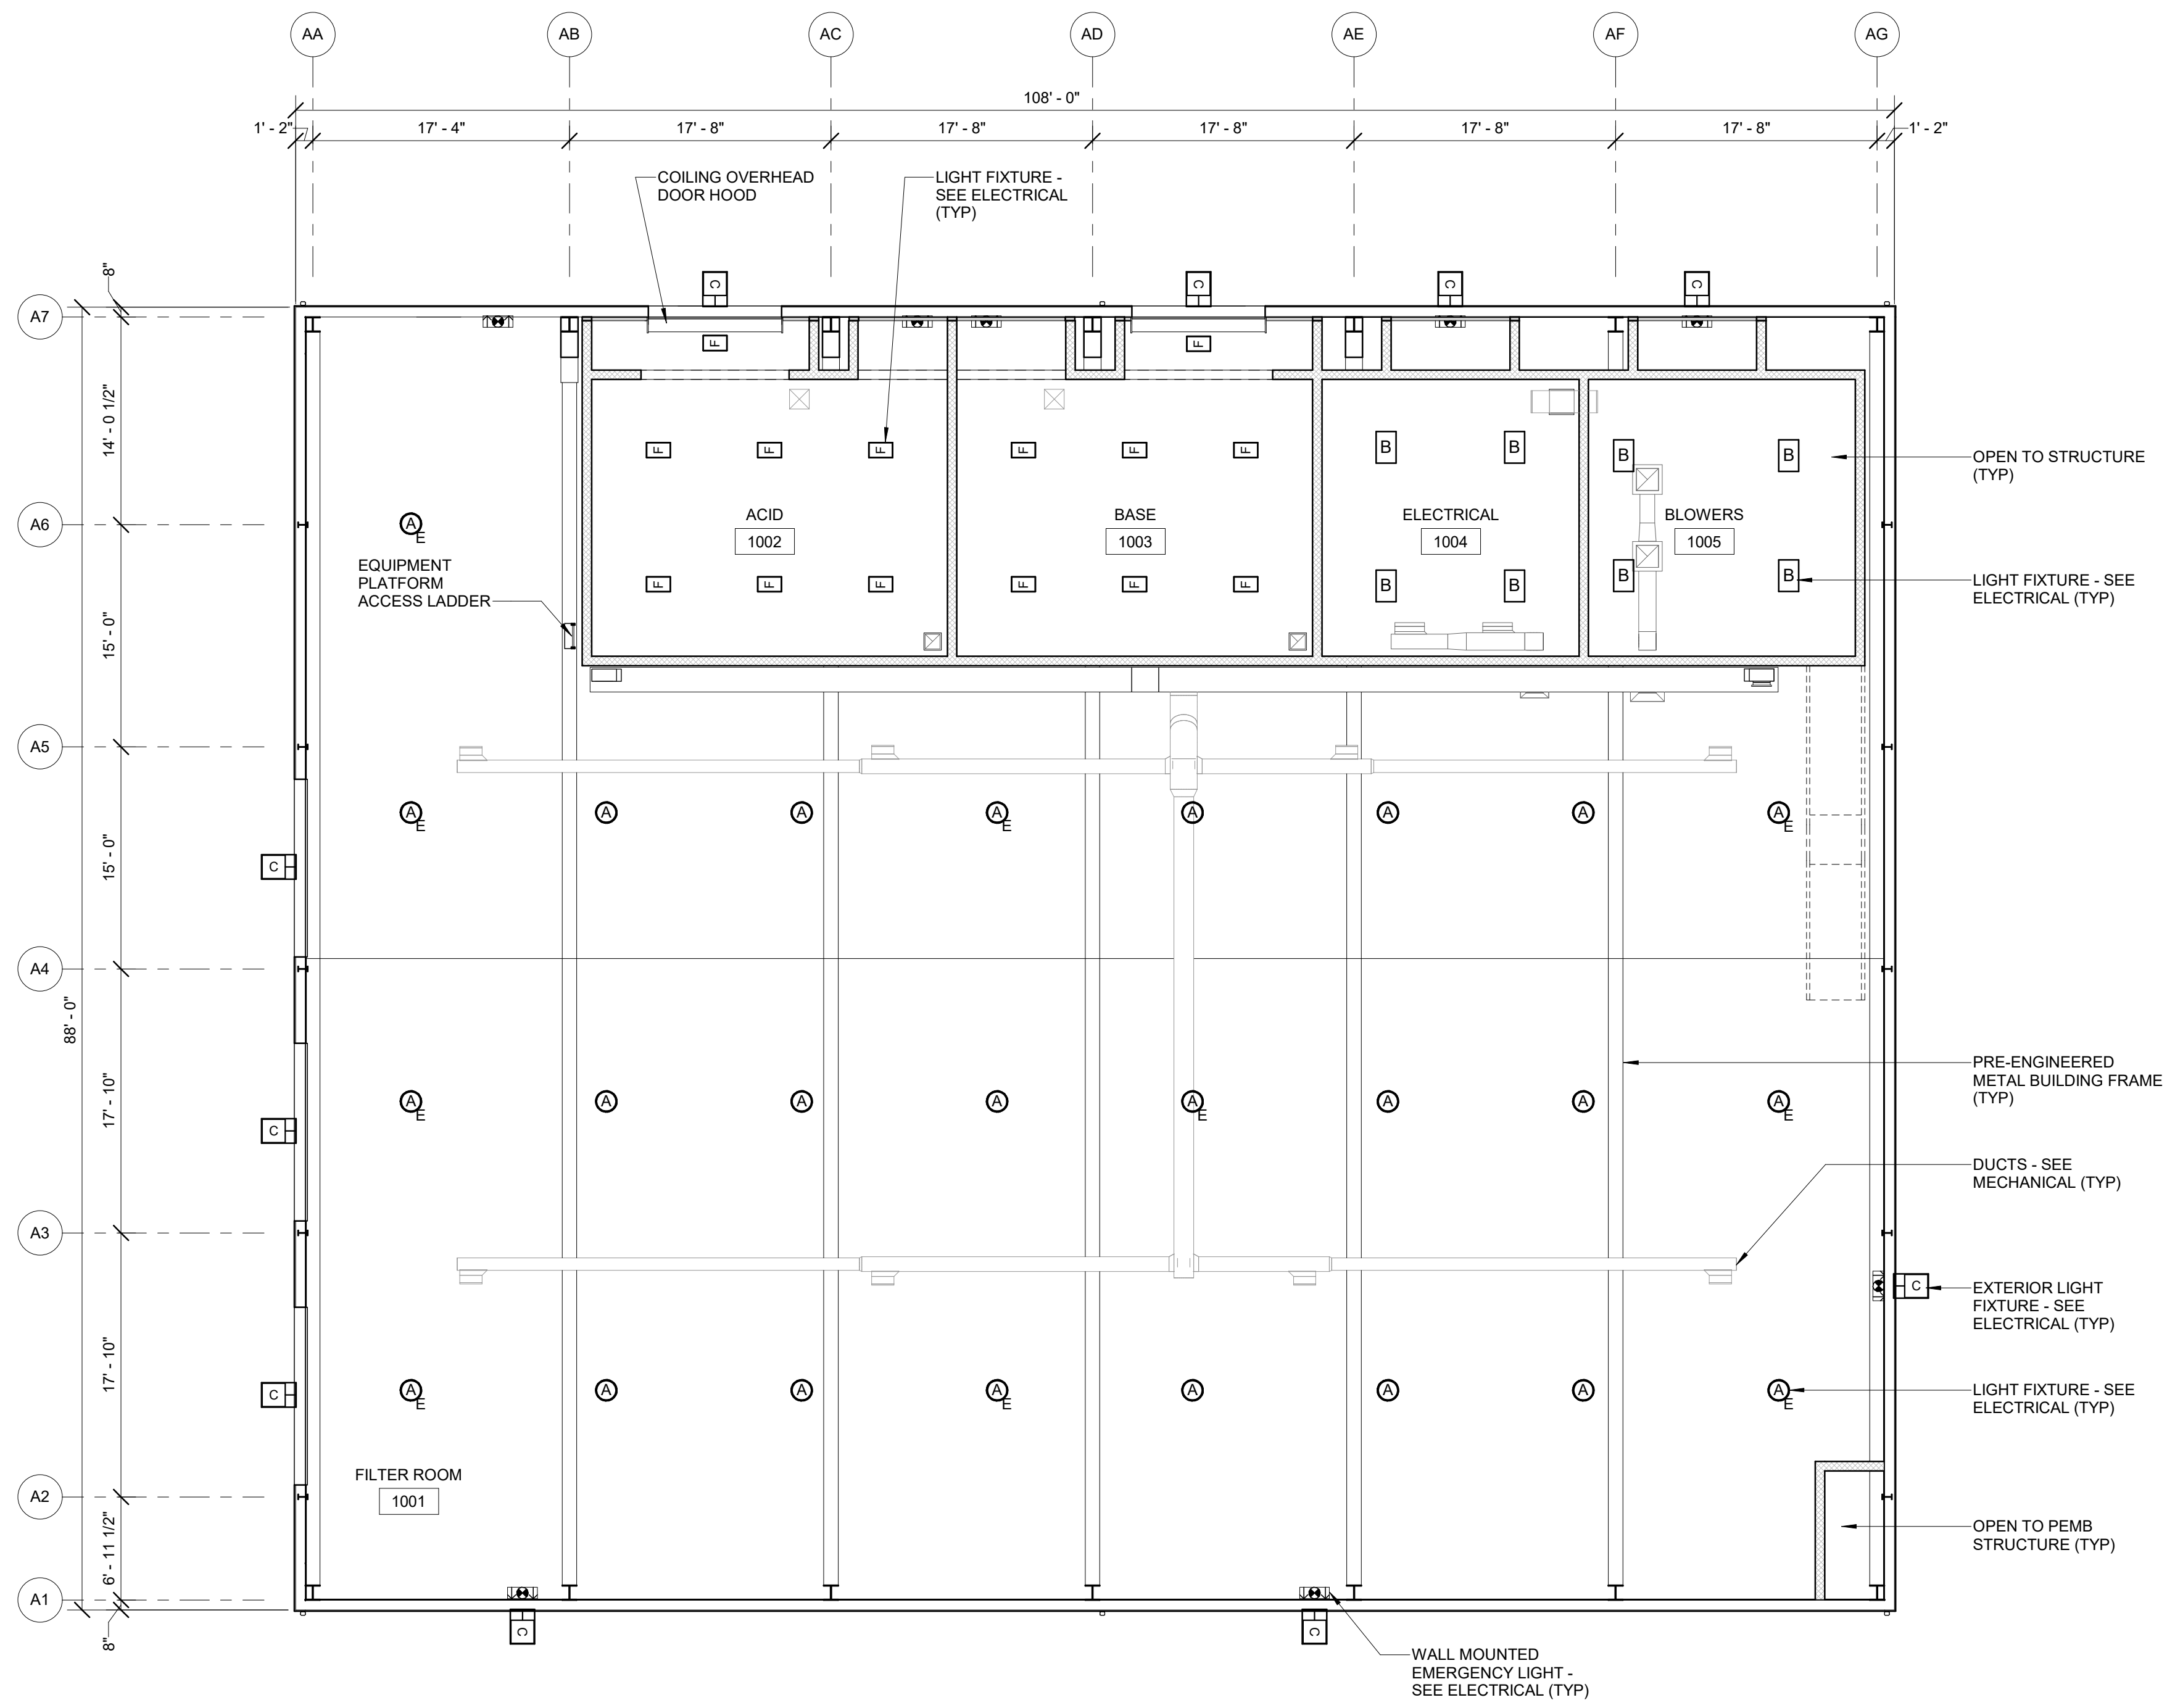 AA AB AC AD AE AF AG
108' - 0"
1' - 2" 17' - 4" 17' - 8" 17' - 8" 17' - 8" 17' - 8" 17' - 8" 1' - 2"
COILING OVERHEAD
DOOR HOOD
LIGHT FIXTURE -
SEE ELECTRICAL
(TYP)
8"
C C C C
A7
F F
14' - 0 1/2"
F F F F F F B B B B
OPEN TO STRUCTURE
(TYP)
A6
A
E
ACID
1002
BASE
1003
ELECTRICAL
1004
BLOWERS
1005
EQUIPMENT
PLATFORM
ACCESS LADDER
F F F F F F B B B B
LIGHT FIXTURE - SEE
ELECTRICAL (TYP)
15' - 0"
A5
A A A A A A A A
E E E
15' - 0"
C
A4
88' - 0"
PRE-ENGINEERED
METAL BUILDING FRAME
(TYP)
17' - 10"
A A A A A A A A
E E E
C
DUCTS - SEE
MECHANICAL (TYP)
A3
C
EXTERIOR LIGHT
FIXTURE - SEE
ELECTRICAL (TYP)
17' - 10"
C
A A A A A A A A
E E E
LIGHT FIXTURE - SEE
ELECTRICAL (TYP)
FILTER ROOM
1001
A2
6' - 11 1/2"
OPEN TO PEMB
STRUCTURE (TYP)
A1
8"
C C
WALL MOUNTED
EMERGENCY LIGHT -
SEE ELECTRICAL (TYP)